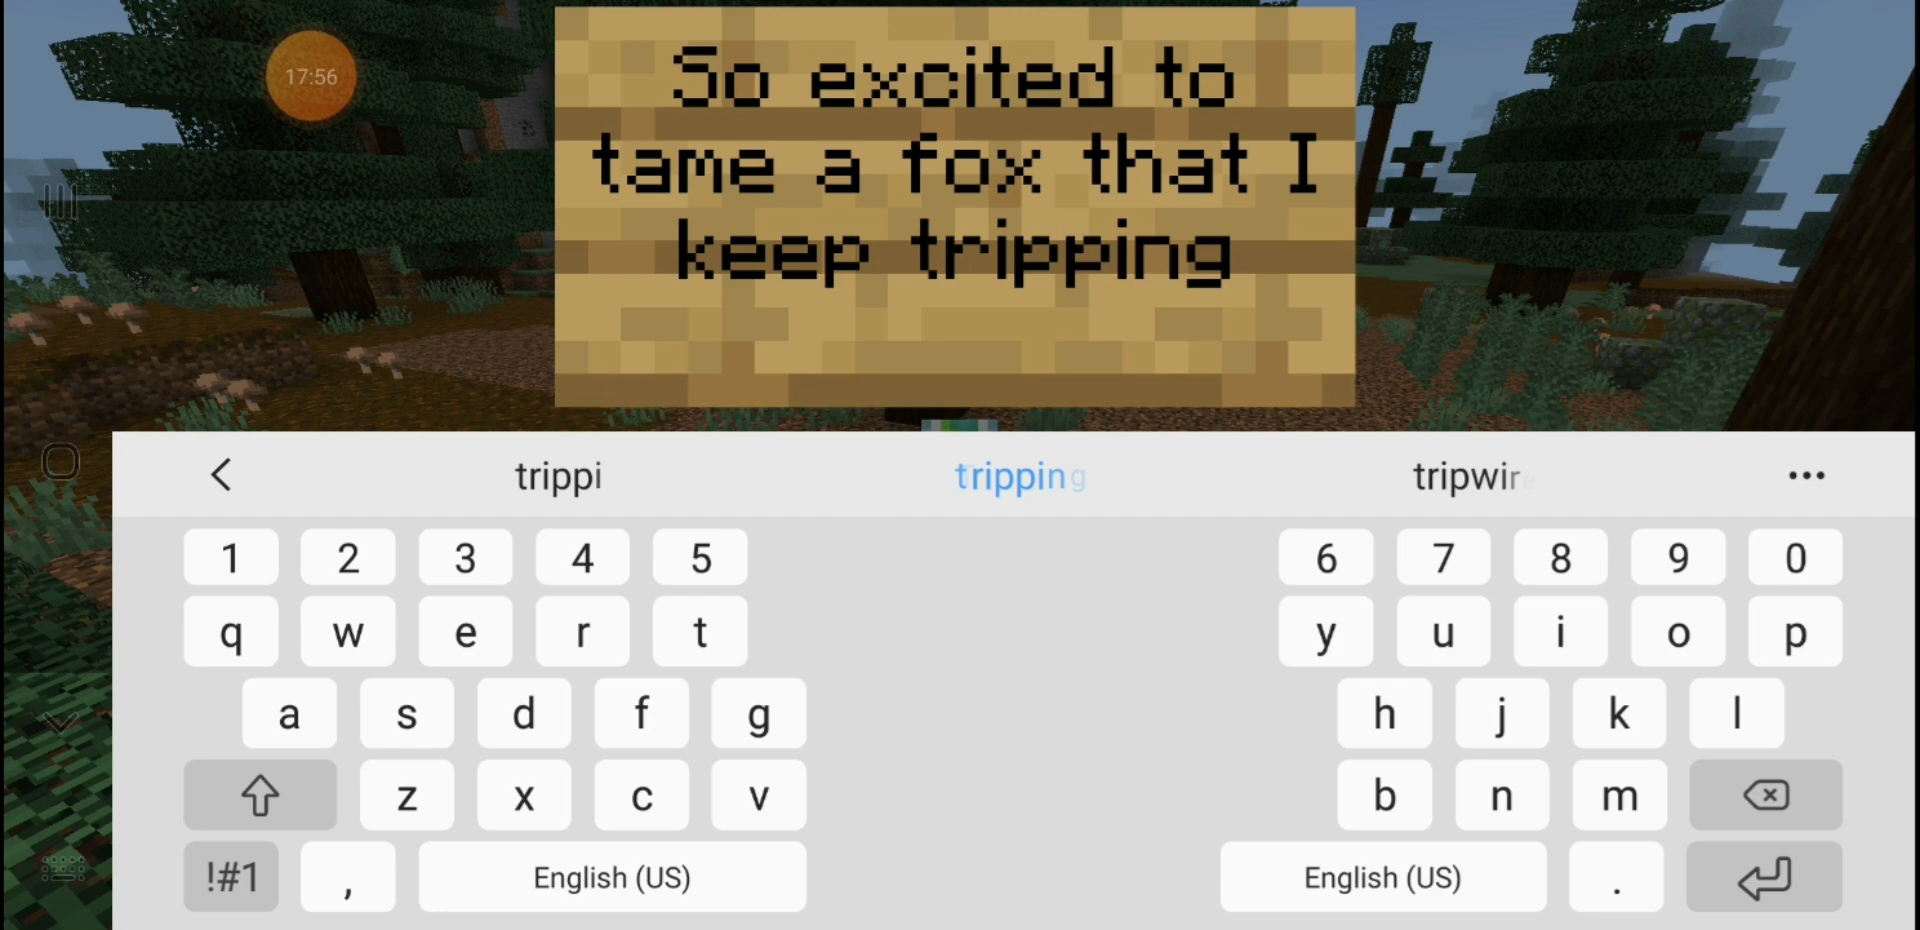 17:56
So excited to
tame a fox that I
keep tripping
trippi tripping tripwire
1 2 3 4 5 6 7 8 9 0
q w e r t y u i o p
a s d f g h j k l
z x c v b n m
!#1 , English (US) English (US) .